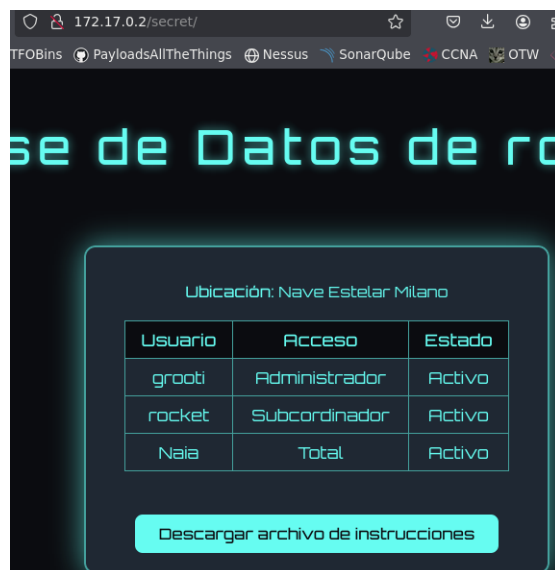 172.17.0.2/secret/
TFOBins PayloadsAllTheThings Nessus SonarQube CCNA OTW
se de Datos de ro
Ubicación: Nave Estelar Milano
Usuario Acceso Estado
grooti Administrador Activo
rocket Subcordinador Activo
Naia Total Activo
Descargar archivo de instrucciones